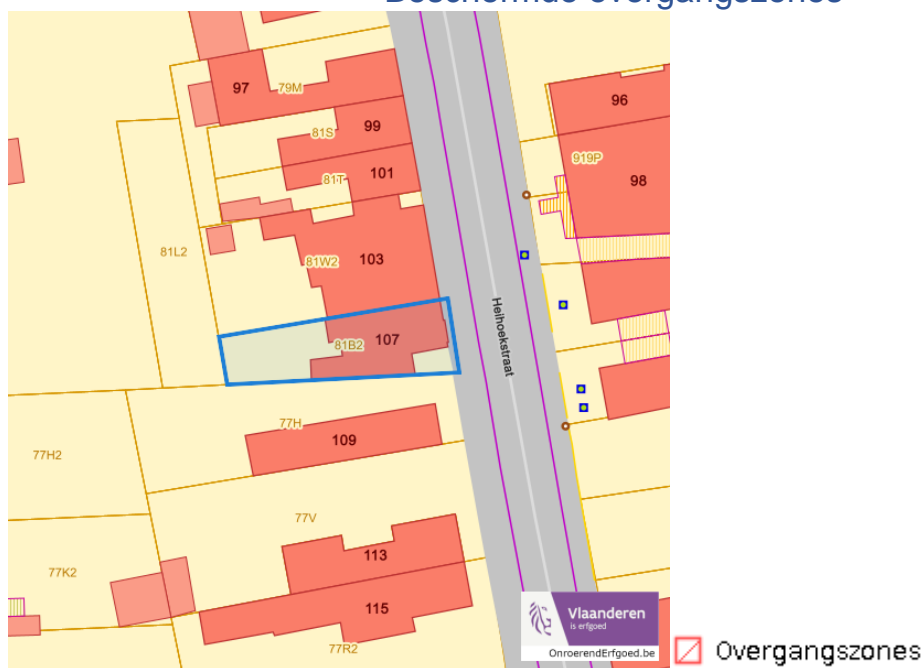 Beschermde overgangszones
97
79M
96
81S
99
919P
81T
101
98
81L2
81W2
103
Heihoekstraat
81B2
107
77H
109
77H2
77V
113
77K2
115
77R2
Vlaanderen
is erfgoed
OnroerendErfgoed.be
Overgangszones